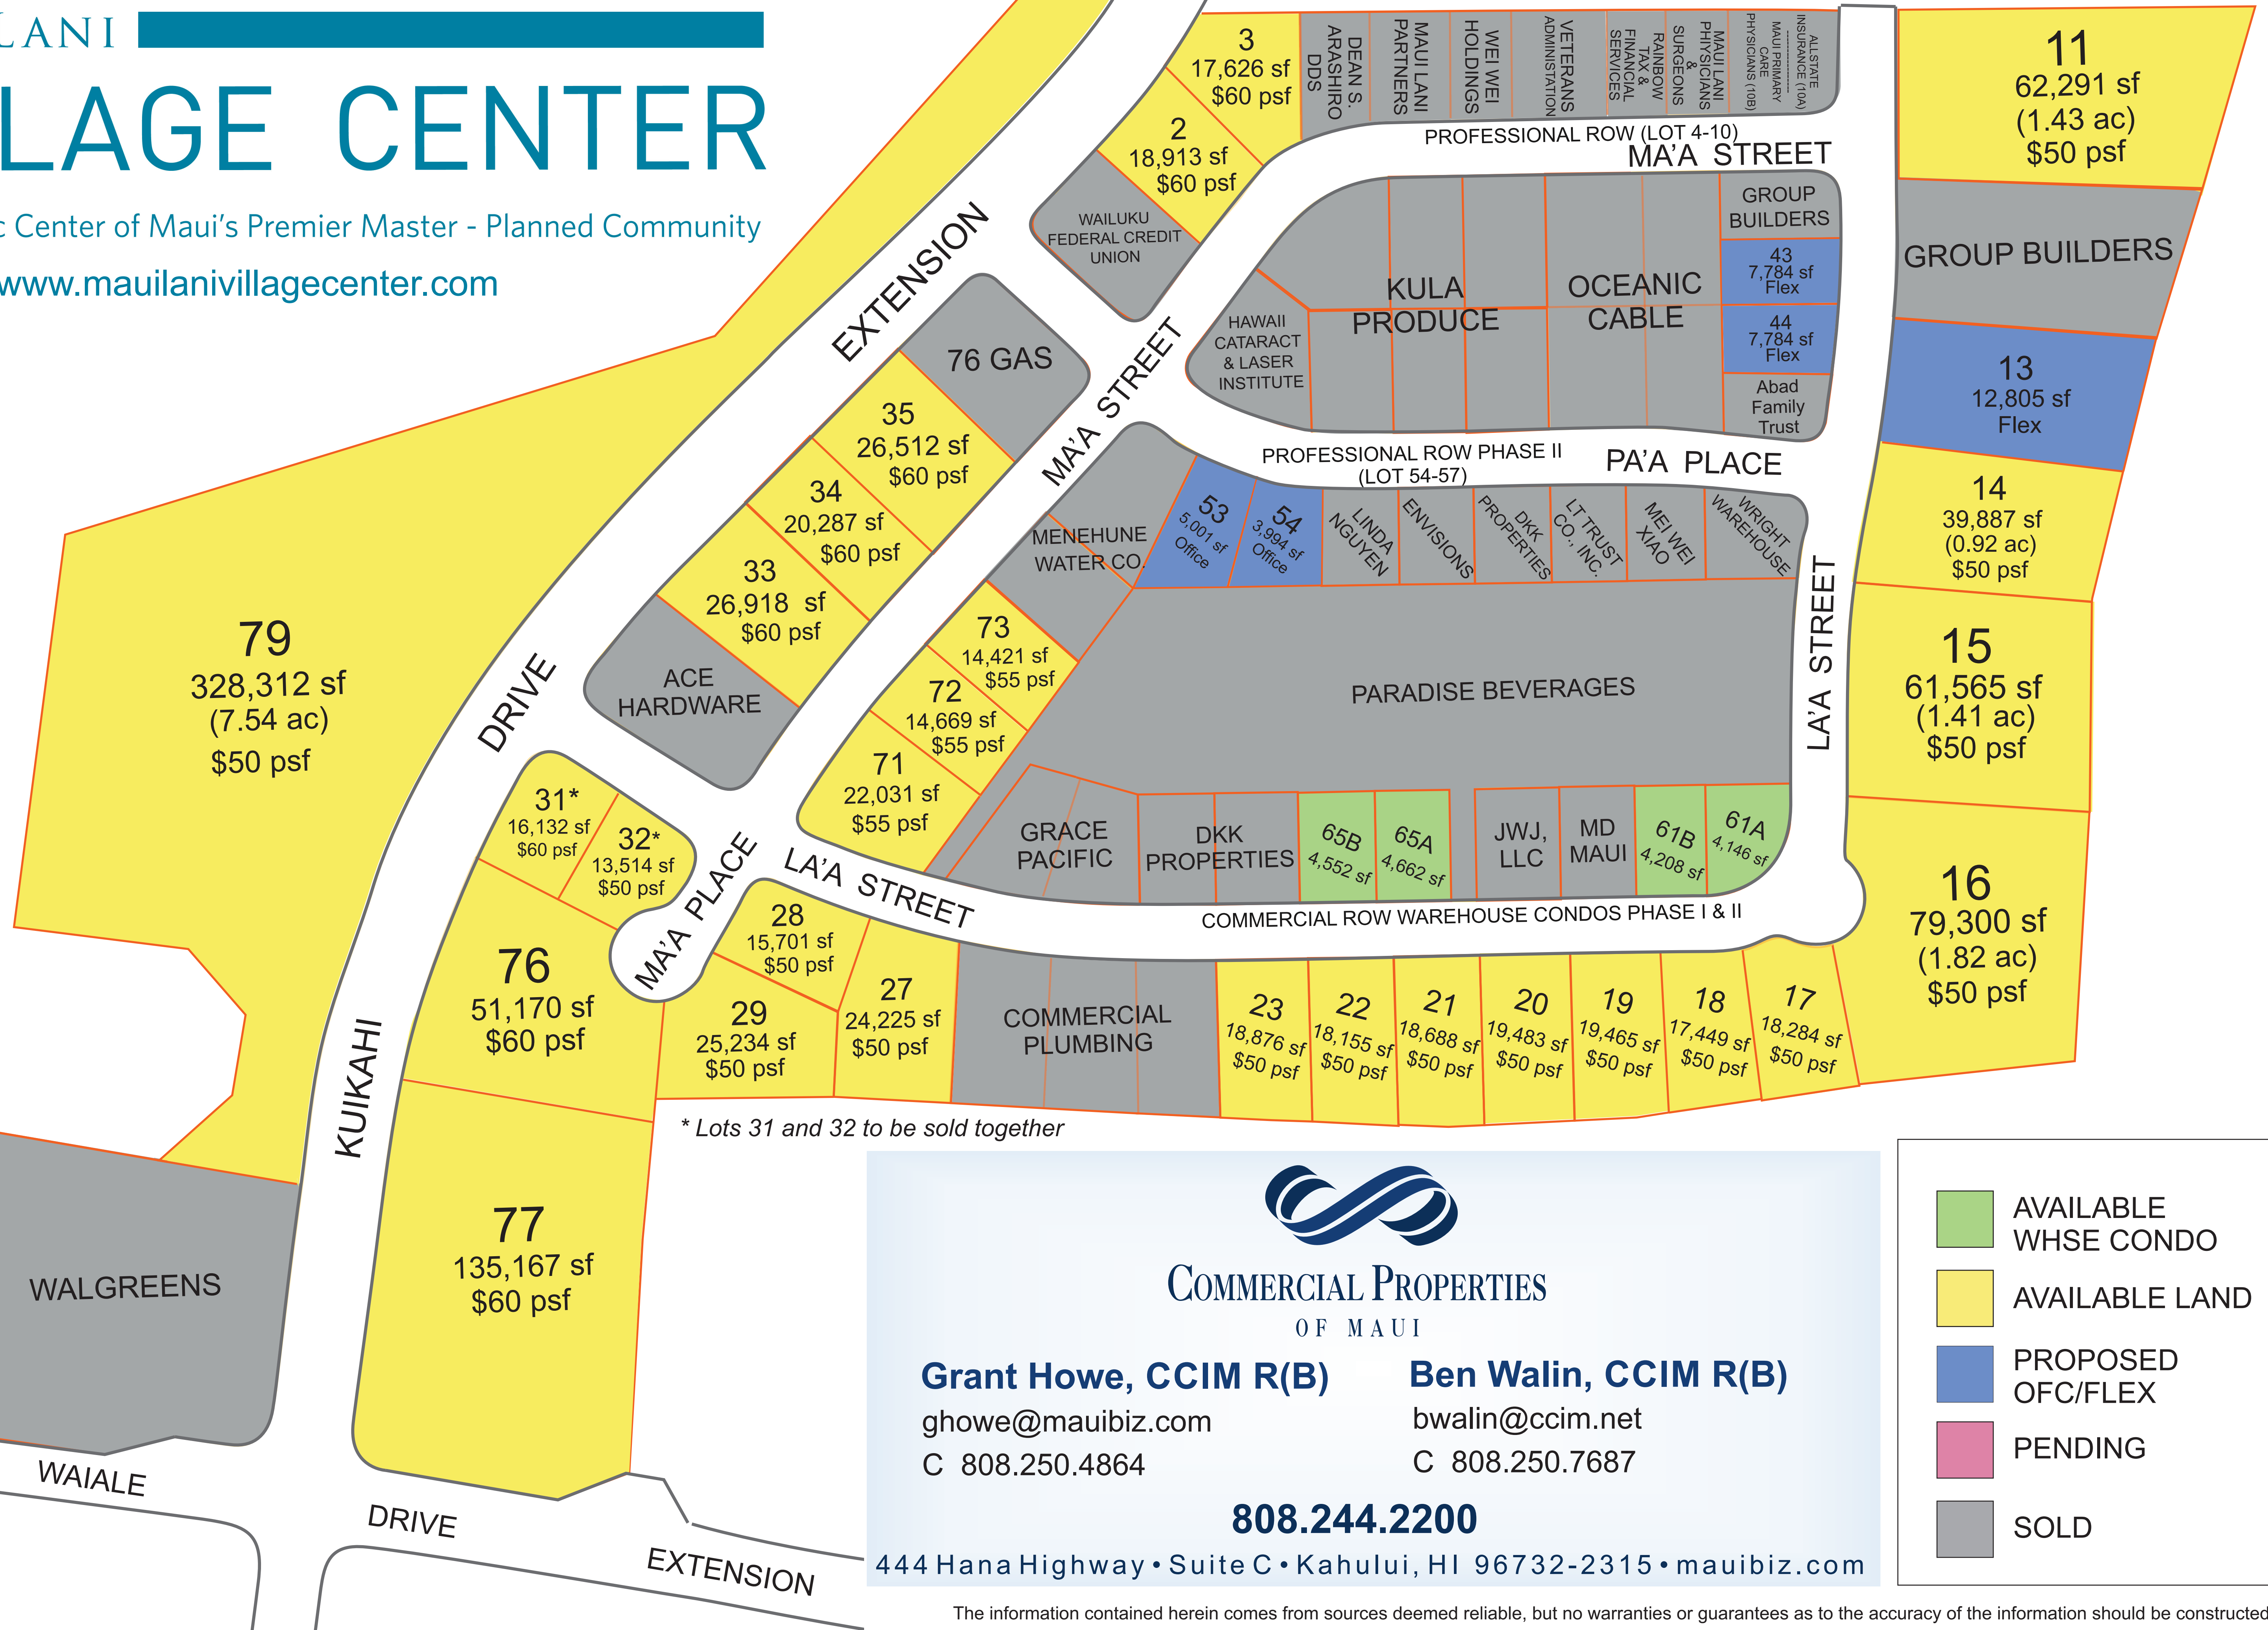 LANI
LAGE CENTER
c Center of Maui's Premier Master - Planned Community
www.mauilanivillagecenter.com
3
17,626 sf
$60 psf
2
18,913 sf
$60 psf
WAILUKU
FEDERAL CREDIT
UNION
DEAN S.
ARASHIRO
DDS
MAUI LANI
PARTNERS
WEI WEI
HOLDINGS
VETERANS
ADMINISTATION
RAINBOW
TAX &
FINANCIAL
SERVICES
MAUI LANI
PHYISICIANS
&
SURGEONS
ALLSTATE
INSURANCE (10A)
MAUI PRIMARY
CARE
PHYSICIANS (10B)
PROFESSIONAL ROW (LOT 4-10)
MA'A STREET
11
62,291 sf
(1.43 ac)
$50 psf
GROUP BUILDERS
13
12,805 sf
Flex
14
39,887 sf
(0.92 ac)
$50 psf
15
61,565 sf
(1.41 ac)
$50 psf
16
79,300 sf
(1.82 ac)
$50 psf
GROUP
BUILDERS
43
7,784 sf
Flex
44
7,784 sf
Flex
Abad
Family
Trust
KULA
PRODUCE
OCEANIC
CABLE
HAWAII
CATARACT
& LASER
INSTITUTE
PROFESSIONAL ROW PHASE II
(LOT 54-57)
PA'A PLACE
EXTENSION
76 GAS
MA'A STREET
35
26,512 sf
$60 psf
34
20,287 sf
$60 psf
33
26,918 sf
$60 psf
ACE
HARDWARE
MENEHUNE
WATER CO.
53
5,001 sf
Office
54
3,994 sf
Office
LINDA
NGUYEN
ENVISIONS
DKK
PROPERTIES
LT TRUST
CO., INC.
MEI WEI
XIAO
WRIGHT
WAREHOUSE
LA'A STREET
73
14,421 sf
$55 psf
72
14,669 sf
$55 psf
71
22,031 sf
$55 psf
PARADISE BEVERAGES
GRACE
PACIFIC
DKK
PROPERTIES
65B
4,552 sf
65A
4,662 sf
JWJ,
LLC
MD
MAUI
61B
4,208 sf
61A
4,146 sf
COMMERCIAL ROW WAREHOUSE CONDOS PHASE I & II
79
328,312 sf
(7.54 ac)
$50 psf
DRIVE
31*
16,132 sf
$60 psf
32*
13,514 sf
$50 psf
MA'A PLACE
LA'A STREET
28
15,701 sf
$50 psf
76
51,170 sf
$60 psf
29
25,234 sf
$50 psf
27
24,225 sf
$50 psf
COMMERCIAL
PLUMBING
23
18,876 sf
$50 psf
22
18,155 sf
$50 psf
21
18,688 sf
$50 psf
20
19,483 sf
$50 psf
19
19,465 sf
$50 psf
18
17,449 sf
$50 psf
17
18,284 sf
$50 psf
KUIKAHI
* Lots 31 and 32 to be sold together
77
135,167 sf
$60 psf
WALGREENS
WAIALE
DRIVE
EXTENSION
COMMERCIAL PROPERTIES
OF MAUI
Grant Howe, CCIM R(B)
ghowe@mauibiz.com
C 808.250.4864
Ben Walin, CCIM R(B)
bwalin@ccim.net
C 808.250.7687
808.244.2200
444 Hana Highway • Suite C • Kahului, HI 96732-2315 • mauibiz.com
AVAILABLE
WHSE CONDO
AVAILABLE LAND
PROPOSED
OFC/FLEX
PENDING
SOLD
The information contained herein comes from sources deemed reliable, but no warranties or guarantees as to the accuracy of the information should be constructed